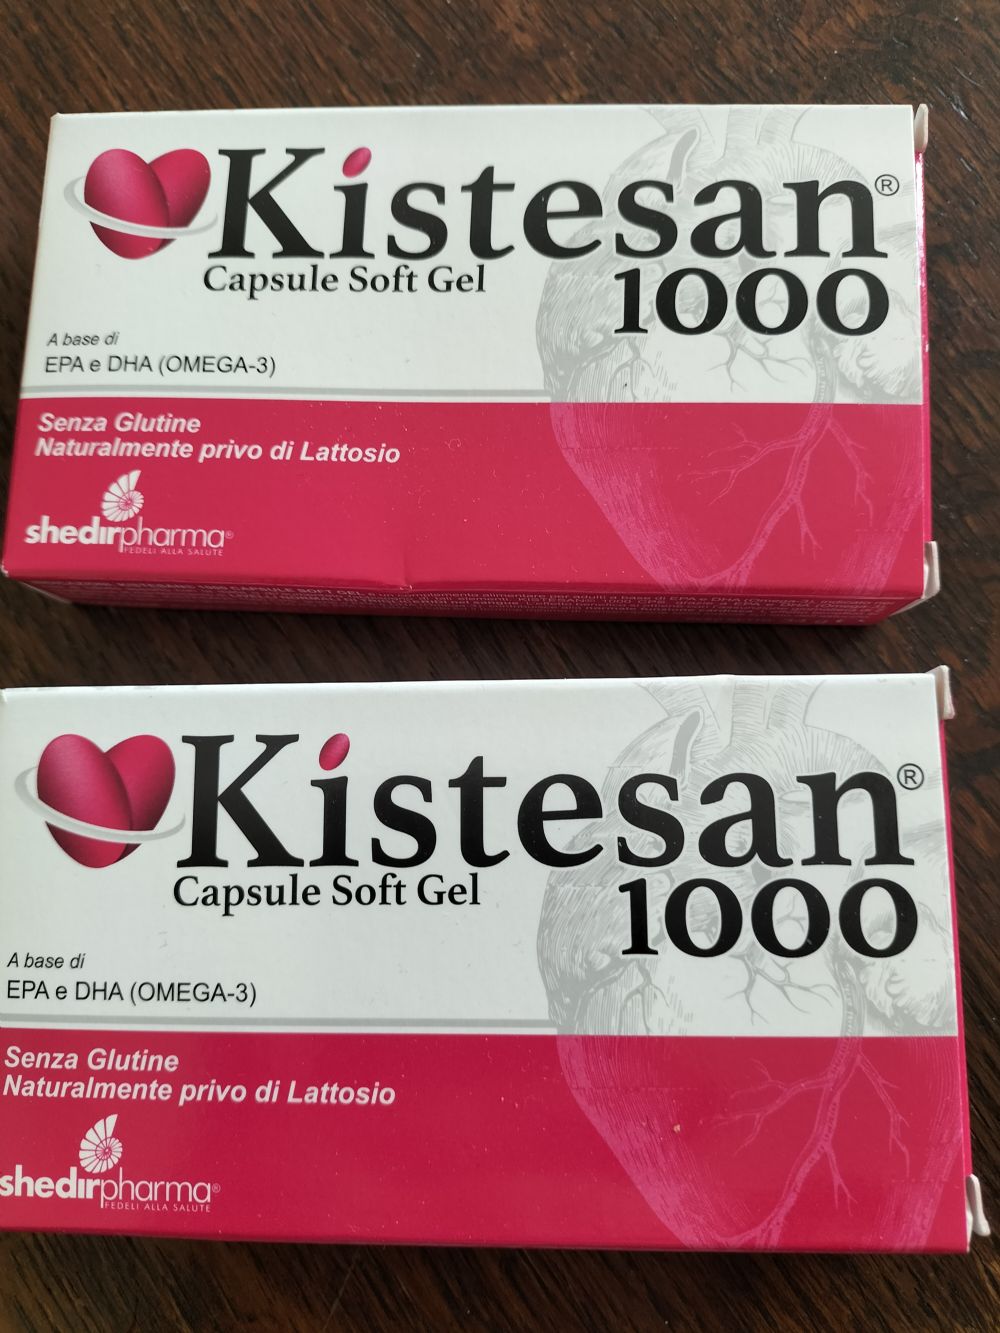 Kistesan®
Capsule Soft Gel
1000
A base di
EPA e DHA (OMEGA-3)
Senza Glutine
Naturalmente privo di Lattosio
shedirpharma®
FEDELI ALLA SALUTE
Kistesan®
Capsule Soft Gel
1000
A base di
EPA e DHA (OMEGA-3)
Senza Glutine
Naturalmente privo di Lattosio
shedirpharma®
FEDELI ALLA SALUTE